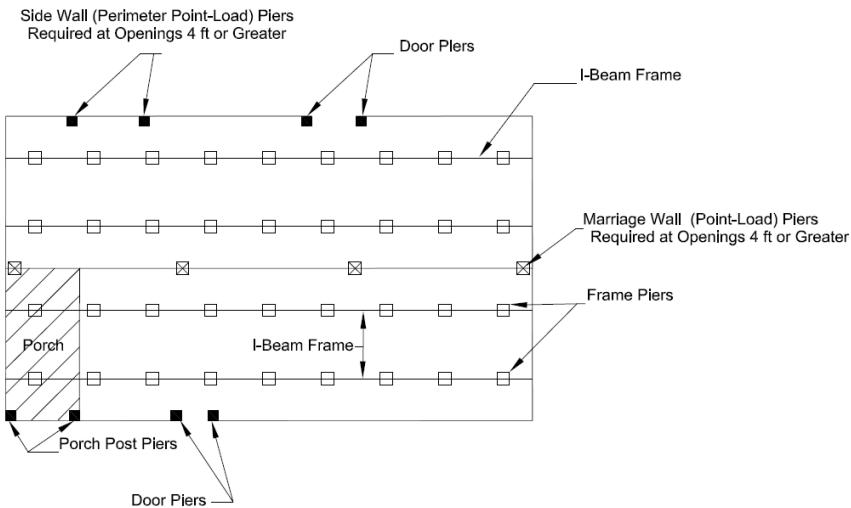 Side Wall (Perimeter Point-Load) Piers
Required at Openings 4 ft or Greater
Door Piers
I-Beam Frame
Marriage Wall (Point-Load) Piers
Required at Openings 4 ft or Greater
Frame Piers
I-Beam Frame
Porch
Porch Post Piers
Door Piers